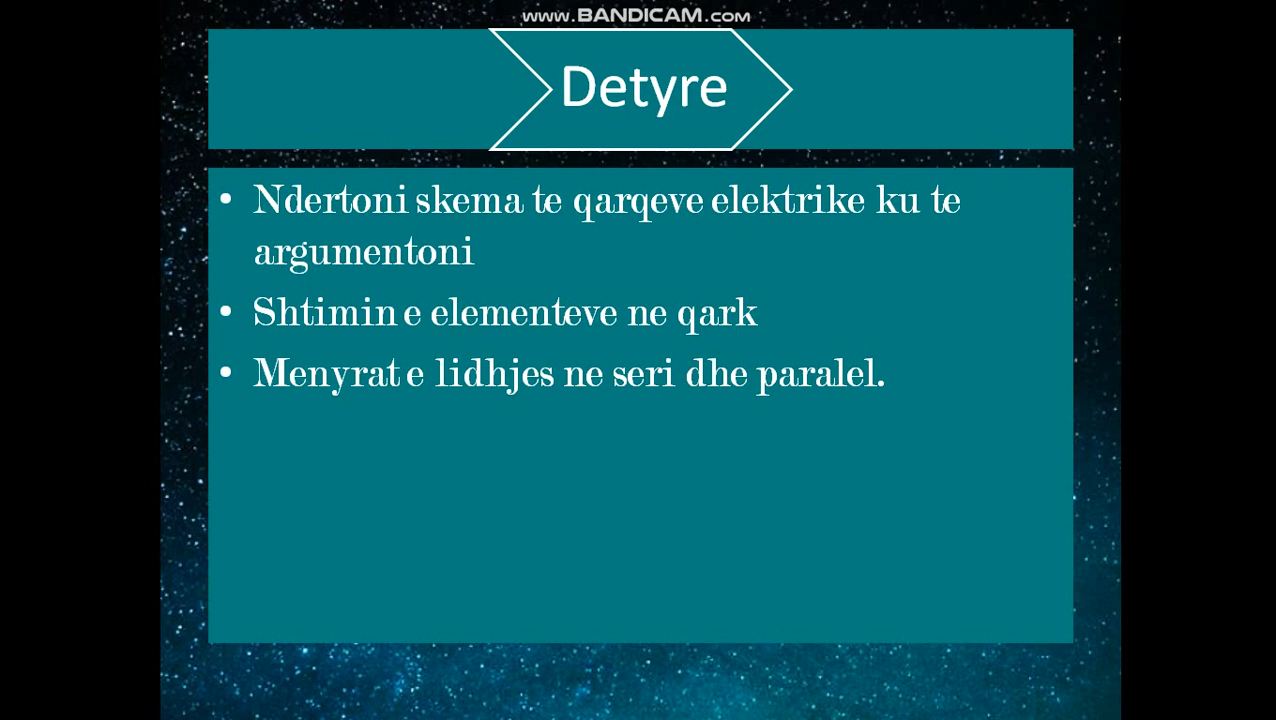 www.BANDICAM.com
Detyre
• Ndertoni skema te qarqeve elektrike ku te
argumentoni
• Shtimin e elementeve ne qark
• Menyrat e lidhjes ne seri dhe paralel.